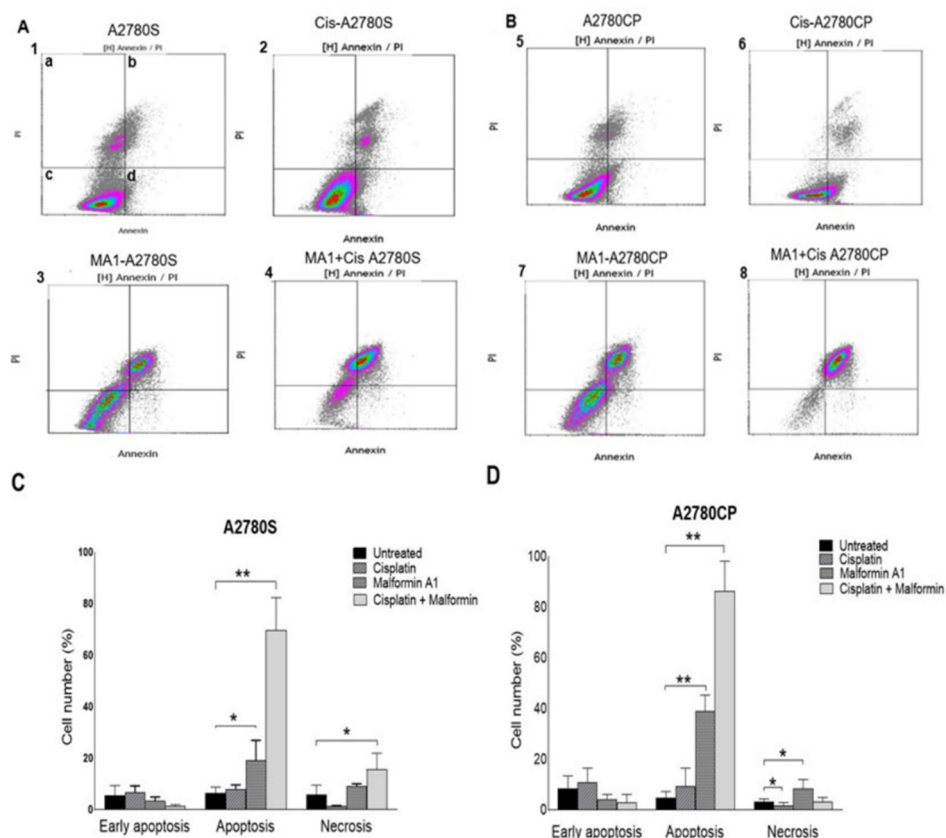 A
A2780S
[H] Annexin / PI
1
a
b
c
d
PI
Annexin
Cis-A2780S
[H] Annexin / PI
2
PI
Annexin
MA1-A2780S
[H] Annexin / PI
3
PI
Annexin
MA1+Cis A2780S
[H] Annexin / PI
4
PI
Annexin
B
A2780CP
[H] Annexin / PI
5
PI
Annexin
Cis-A2780CP
[H] Annexin / PI
6
PI
Annexin
MA1-A2780CP
[H] Annexin / PI
7
PI
Annexin
MA1+Cis A2780CP
[H] Annexin / PI
8
PI
Annexin
C
A2780S
Untreated
Cisplatin
Malformin A1
Cisplatin + Malformin
Cell number (%)
100
80
60
40
20
0
**
*
*
Early apoptosis
Apoptosis
Necrosis
D
A2780CP
Untreated
Cisplatin
Malformin A1
Cisplatin + Malformin
Cell number (%)
100
80
60
40
20
0
**
**
*
*
Early apoptosis
Apoptosis
Necrosis